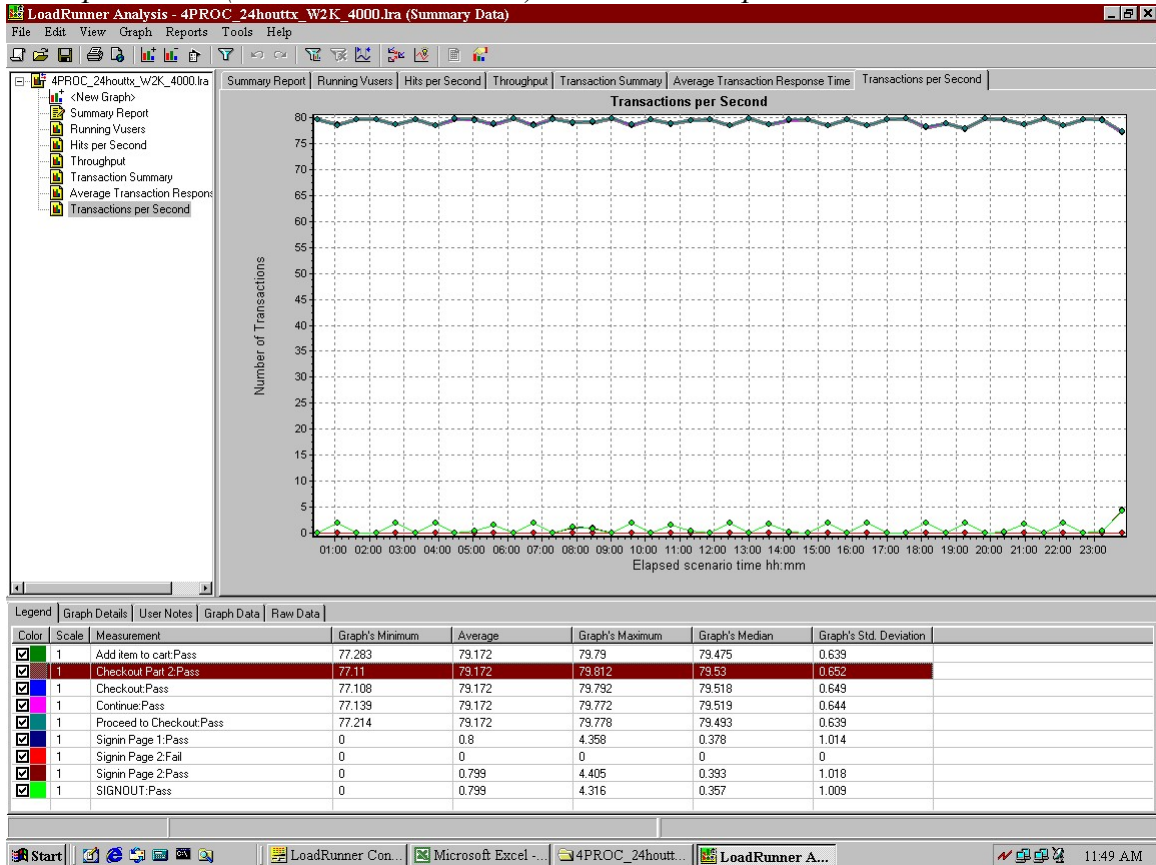 LoadRunner Analysis - 4PROC_24houttx_W2K_4000.lra (Summary Data)
File Edit View Graph Reports Tools Help
4PROC_24houttx_W2K_4000.lra
<New Graph>
Summary Report
Running Vusers
Hits per Second
Throughput
Transaction Summary
Average Transaction Respons
Transactions per Second
Summary Report Running Vusers Hits per Second Throughput Transaction Summary Average Transaction Response Time Transactions per Second
Transactions per Second
Number of Transactions
80
75
70
65
60
55
50
45
40
35
30
25
20
15
10
5
0
01:00 02:00 03:00 04:00 05:00 06:00 07:00 08:00 09:00 10:00 11:00 12:00 13:00 14:00 15:00 16:00 17:00 18:00 19:00 20:00 21:00 22:00 23:00
Elapsed scenario time hh:mm
Legend Graph Details User Notes Graph Data Raw Data
Color Scale Measurement Graph's Minimum Average Graph's Maximum Graph's Median Graph's Std. Deviation
1 Add item to cart:Pass 77.283 79.172 79.79 79.475 0.639
1 Checkout Part 2:Pass 77.11 79.172 79.812 79.53 0.652
1 Checkout:Pass 77.108 79.172 79.792 79.518 0.649
1 Continue:Pass 77.139 79.172 79.772 79.519 0.644
1 Proceed to Checkout:Pass 77.214 79.172 79.778 79.493 0.639
1 Signin Page 1:Pass 0 0.8 4.358 0.378 1.014
1 Signin Page 2:Fail 0 0 0 0 0
1 Signin Page 2:Pass 0 0.799 4.405 0.393 1.018
1 SIGNOUT:Pass 0 0.799 4.316 0.357 1.009
Start LoadRunner Con... Microsoft Excel -... 4PROC_24houtt... LoadRunner A... 11:49 AM